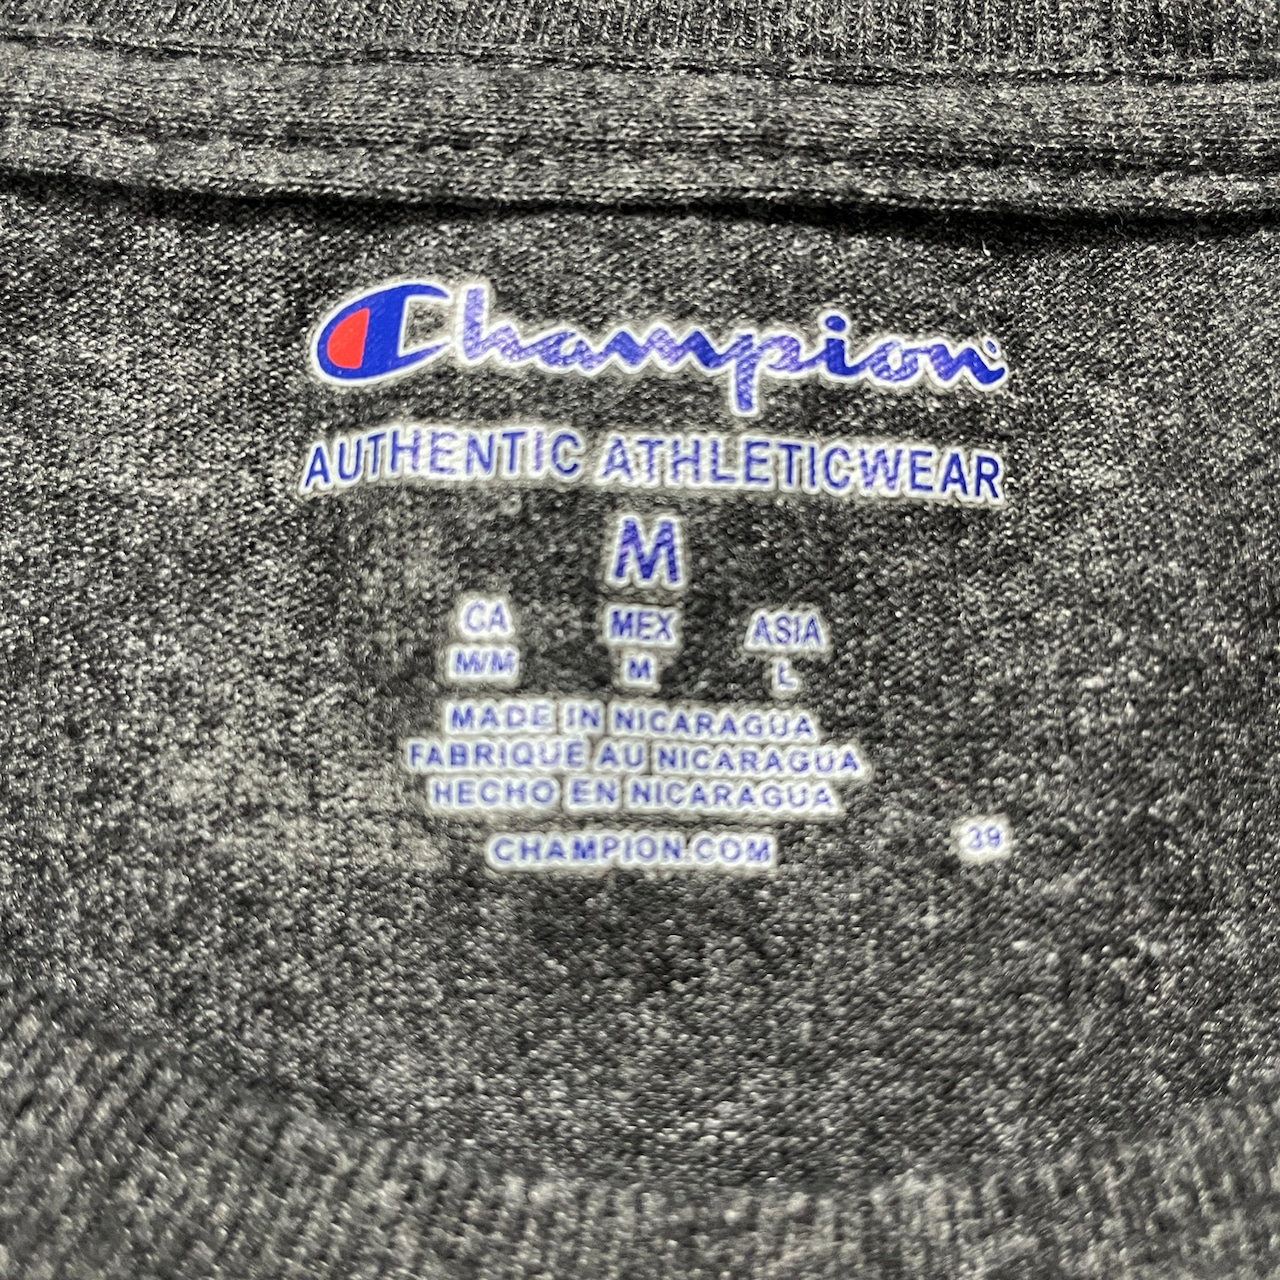 Champion
AUTHENTIC ATHLETICWEAR
M
CA MEX ASIA
M/M M L
MADE IN NICARAGUA
FABRIQUÉ AU NICARAGUA
HECHO EN NICARAGUA
CHAMPION.COM
39